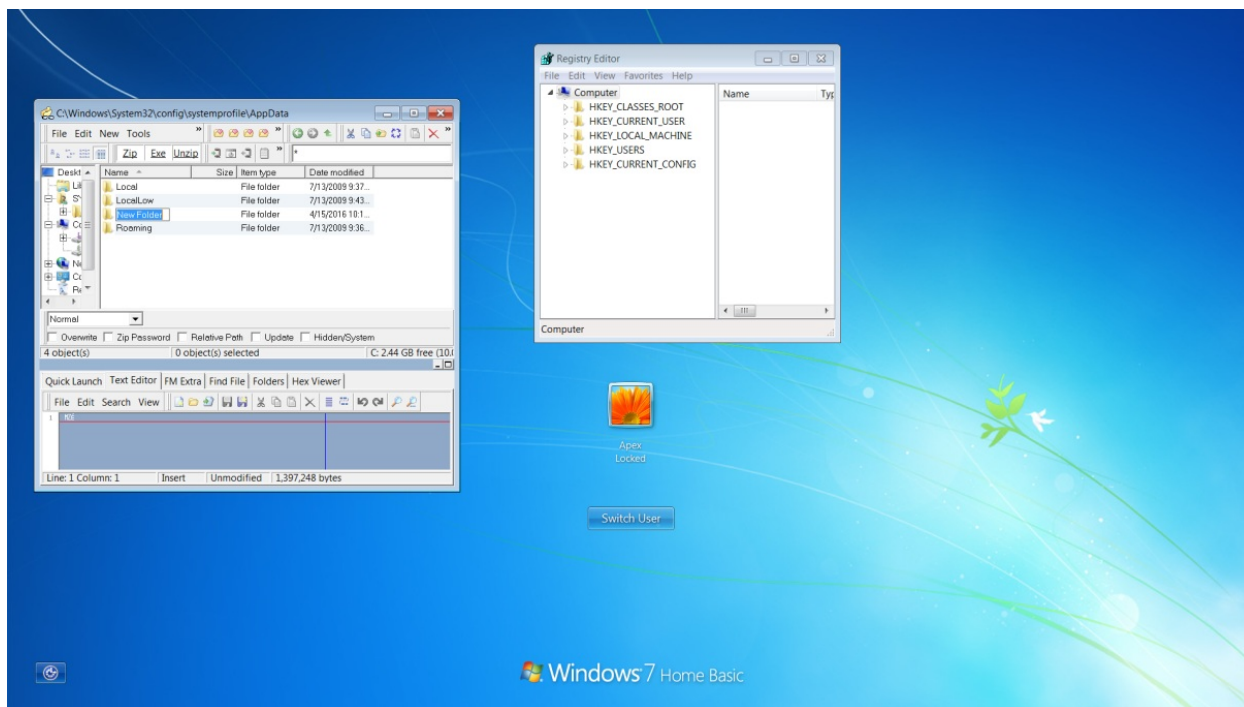 C:\Windows\System32\config\systemprofile\AppData
File Edit New Tools
Zip Exe Unzip *
Deskt
Name Size Item type Date modified
Local File folder 7/13/2009 9:37...
LocalLow File folder 7/13/2009 9:43...
New Folder File folder 4/15/2016 10:1...
Roaming File folder 7/13/2009 9:36...
Normal
Overwrite Zip Password Relative Path Update Hidden/System
4 object(s) 0 object(s) selected C: 2.44 GB free (10.
Quick Launch Text Editor FM Extra Find File Folders Hex Viewer
File Edit Search View
1
Line: 1 Column: 1 Insert Unmodified 1,397,248 bytes
Registry Editor
File Edit View Favorites Help
Computer Name Typ
HKEY_CLASSES_ROOT
HKEY_CURRENT_USER
HKEY_LOCAL_MACHINE
HKEY_USERS
HKEY_CURRENT_CONFIG
Computer
Apex
Locked
Switch User
Windows 7 Home Basic